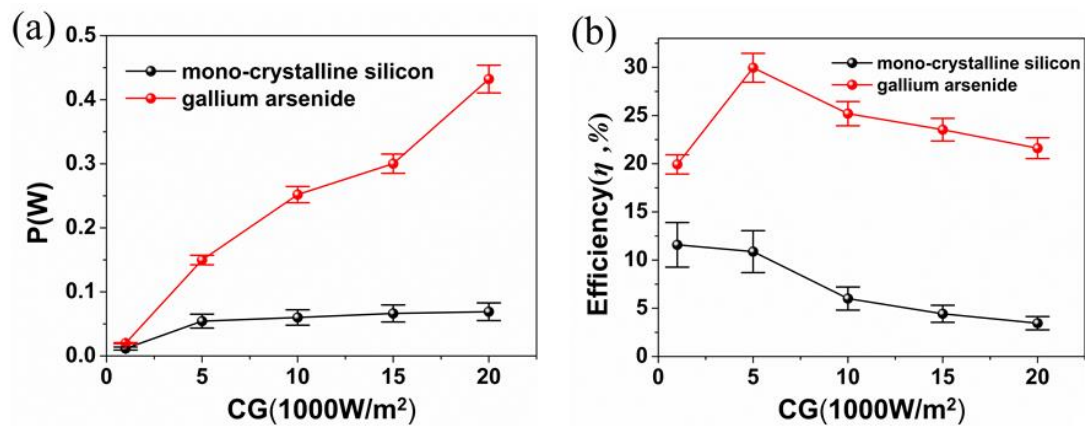 (a)
0.5
0.4
0.3
0.2
0.1
0.0
P(W)
mono-crystalline silicon
gallium arsenide
0 5 10 15 20
CG(1000W/m²)
(b)
30
25
20
15
10
5
0
Efficiency(η ,%)
mono-crystalline silicon
gallium arsenide
0 5 10 15 20
CG(1000W/m²)